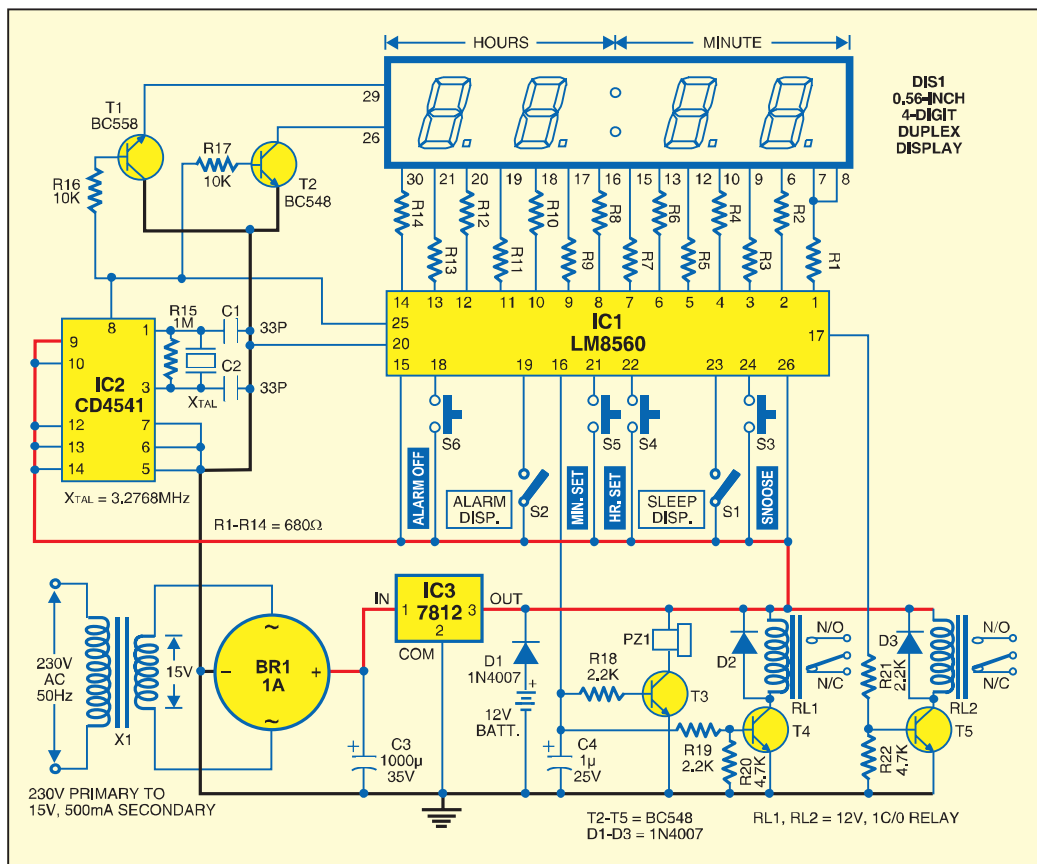 HOURS MINUTE
DIS1
0.56-INCH
4-DIGIT
DUPLEX
DISPLAY
29
26
T1
BC558
R16
10K
R17
10K
T2
BC548
30 21 20 19 18 17 16 15 13 12 10 9 6 7 8
R14 R13 R12 R11 R10 R9 R8 R7 R6 R5 R4 R3 R2 R1
14 13 12 11 10 9 8 7 6 5 4 3 2 1
25
20
IC1
LM8560
17
15 18 19 16 21 22 23 24 26
8
9
10
12
13
14
IC2
CD4541
1
3
7
6
5
R15
1M
C1
33P
C2
33P
XTAL
XTAL = 3.2768MHz
R1-R14 = 680Ω
S6
ALARM OFF
ALARM
DISP.
S2
MIN. SET
S5
HR. SET
S4
SLEEP
DISP.
S1
S3
SNOOSE
230V
AC
50Hz
X1
15V
~
BR1
1A
~
−
+
230V PRIMARY TO
15V, 500mA SECONDARY
IN
1
IC3
7812
3
OUT
2
COM
+
C3
1000µ
35V
D1
1N4007
+
12V
BATT.
+
C4
1µ
25V
R18
2.2K
PZ1
T3
R19
2.2K
R20
4.7K
D2
T4
RL1
N/O
N/C
R21
2.2K
R22
4.7K
D3
T5
RL2
N/O
N/C
T2-T5 = BC548
D1-D3 = 1N4007
RL1, RL2 = 12V, 1C/0 RELAY